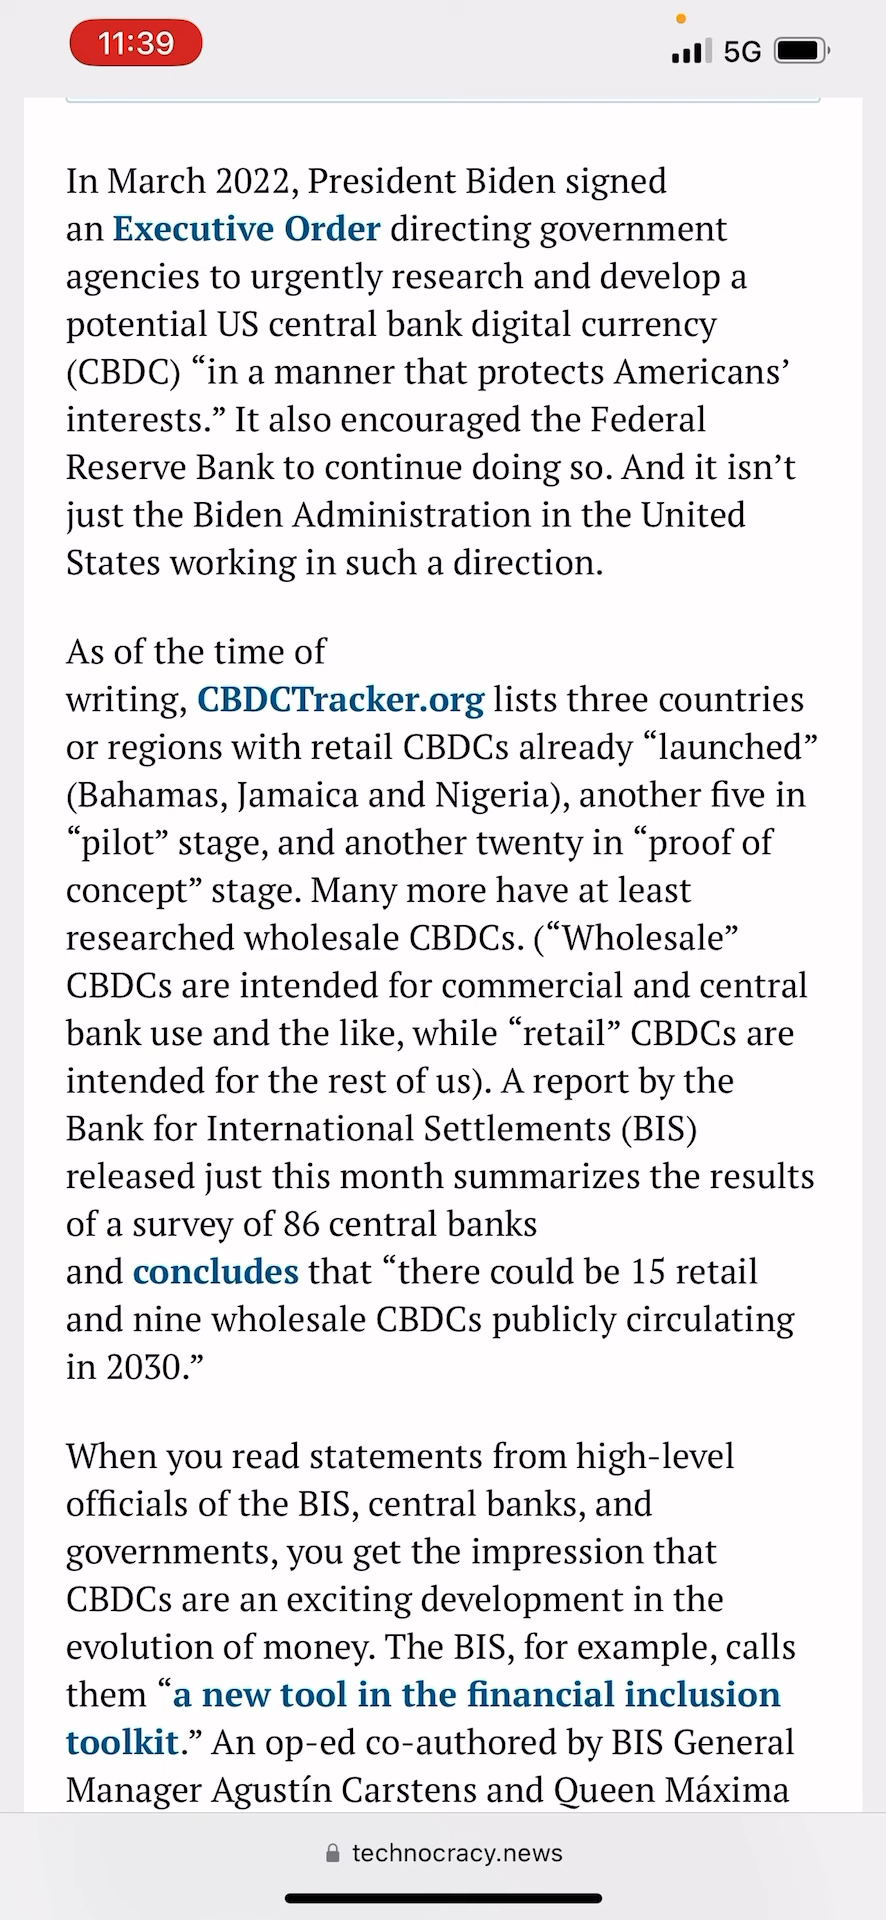 11:39
5G
In March 2022, President Biden signed
an Executive Order directing government
agencies to urgently research and develop a
potential US central bank digital currency
(CBDC) “in a manner that protects Americans’
interests.” It also encouraged the Federal
Reserve Bank to continue doing so. And it isn’t
just the Biden Administration in the United
States working in such a direction.
As of the time of
writing, CBDCTracker.org lists three countries
or regions with retail CBDCs already “launched”
(Bahamas, Jamaica and Nigeria), another five in
“pilot” stage, and another twenty in “proof of
concept” stage. Many more have at least
researched wholesale CBDCs. (“Wholesale”
CBDCs are intended for commercial and central
bank use and the like, while “retail” CBDCs are
intended for the rest of us). A report by the
Bank for International Settlements (BIS)
released just this month summarizes the results
of a survey of 86 central banks
and concludes that “there could be 15 retail
and nine wholesale CBDCs publicly circulating
in 2030.”
When you read statements from high-level
officials of the BIS, central banks, and
governments, you get the impression that
CBDCs are an exciting development in the
evolution of money. The BIS, for example, calls
them “a new tool in the financial inclusion
toolkit.” An op-ed co-authored by BIS General
Manager Agustín Carstens and Queen Máxima
technocracy.news